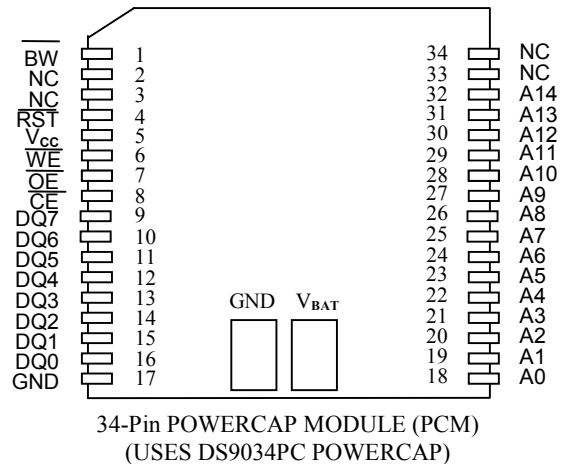 BW 1 34 NC
NC 2 33 NC
NC 3 32 A14
RST 4 31 A13
Vcc 5 30 A12
WE 6 29 A11
OE 7 28 A10
CE 8 27 A9
DQ7 9 26 A8
DQ6 10 25 A7
DQ5 11 24 A6
DQ4 12 23 A5
DQ3 13 22 A4
DQ2 14 21 A3
DQ1 15 20 A2
DQ0 16 19 A1
GND 17 18 A0
GND VBAT
34-Pin POWERCAP MODULE (PCM)
(USES DS9034PC POWERCAP)